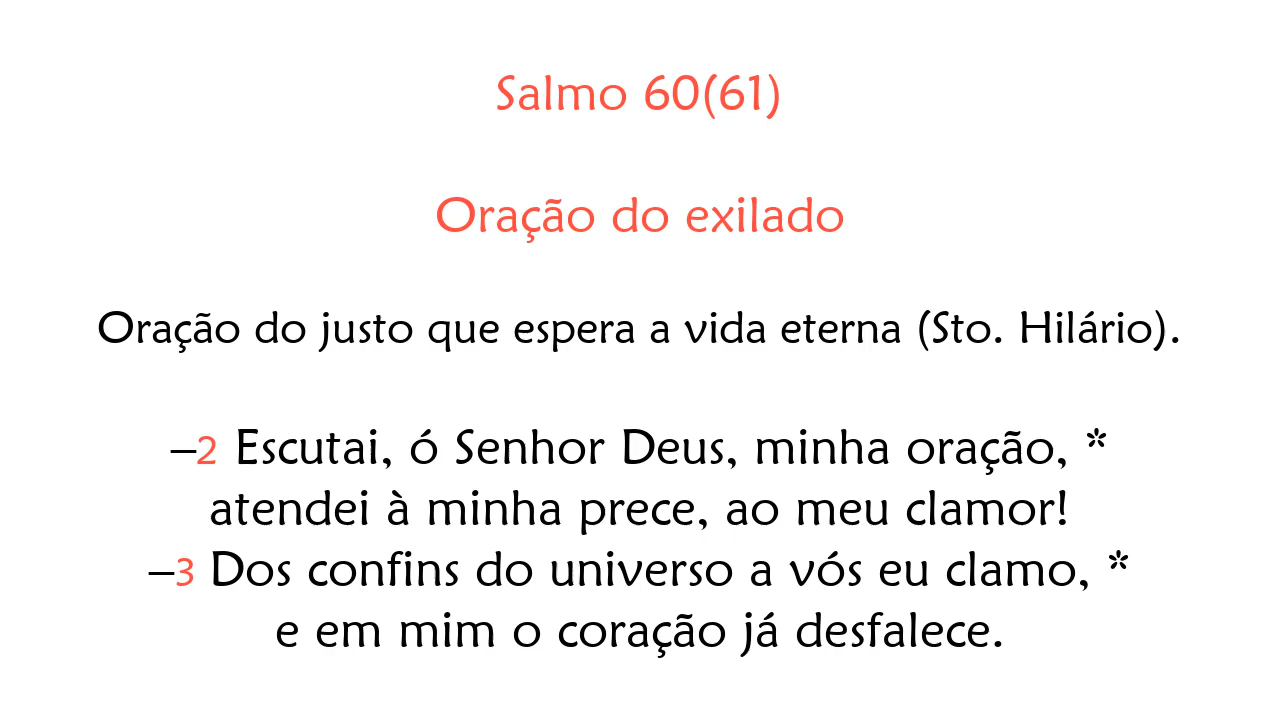 Salmo 60(61)
Oração do exilado
Oração do justo que espera a vida eterna (Sto. Hilário).
–2 Escutai, ó Senhor Deus, minha oração, *
atendei à minha prece, ao meu clamor!
–3 Dos confins do universo a vós eu clamo, *
e em mim o coração já desfalece.